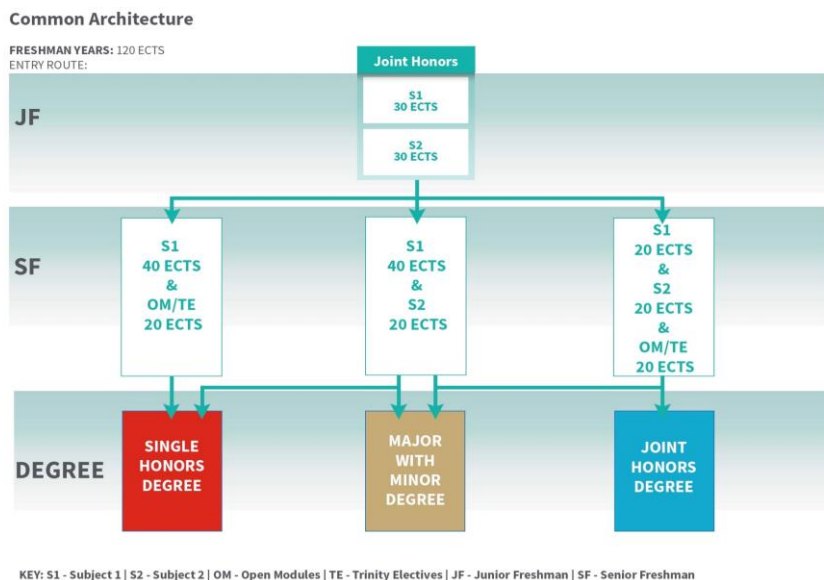 Common Architecture
FRESHMAN YEARS: 120 ECTS
ENTRY ROUTE:
Joint Honors
JF
S1
30 ECTS
S2
30 ECTS
SF
S1
40 ECTS
&
OM/TE
20 ECTS
S1
40 ECTS
&
S2
20 ECTS
S1
20 ECTS
&
S2
20 ECTS
&
OM/TE
20 ECTS
DEGREE
SINGLE
HONORS
DEGREE
MAJOR
WITH
MINOR
DEGREE
JOINT
HONORS
DEGREE
KEY: S1 - Subject 1 | S2 - Subject 2 | OM - Open Modules | TE - Trinity Electives | JF - Junior Freshman | SF - Senior Freshman